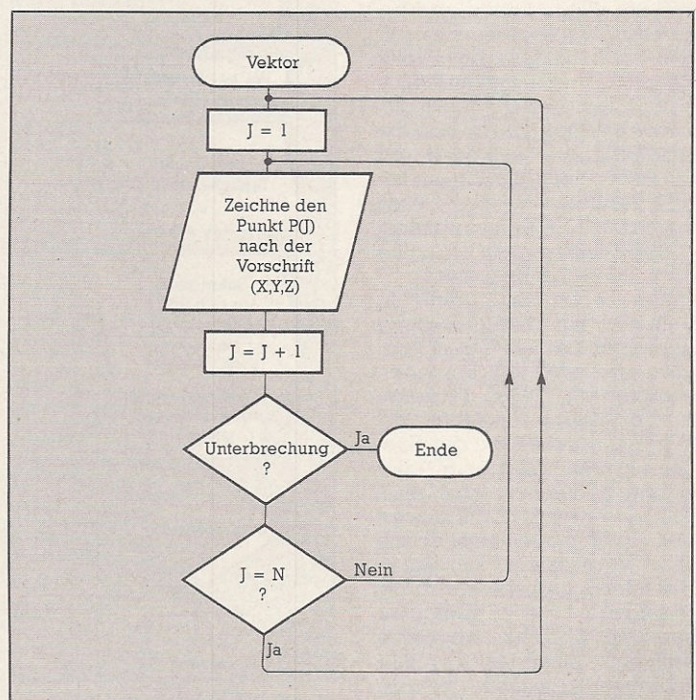 Vektor
J = 1
Zeichne den
Punkt P(J)
nach der
Vorschrift
(X,Y,Z)
J = J + 1
Unterbrechung
?
Ja
Ende
J = N
?
Nein
Ja